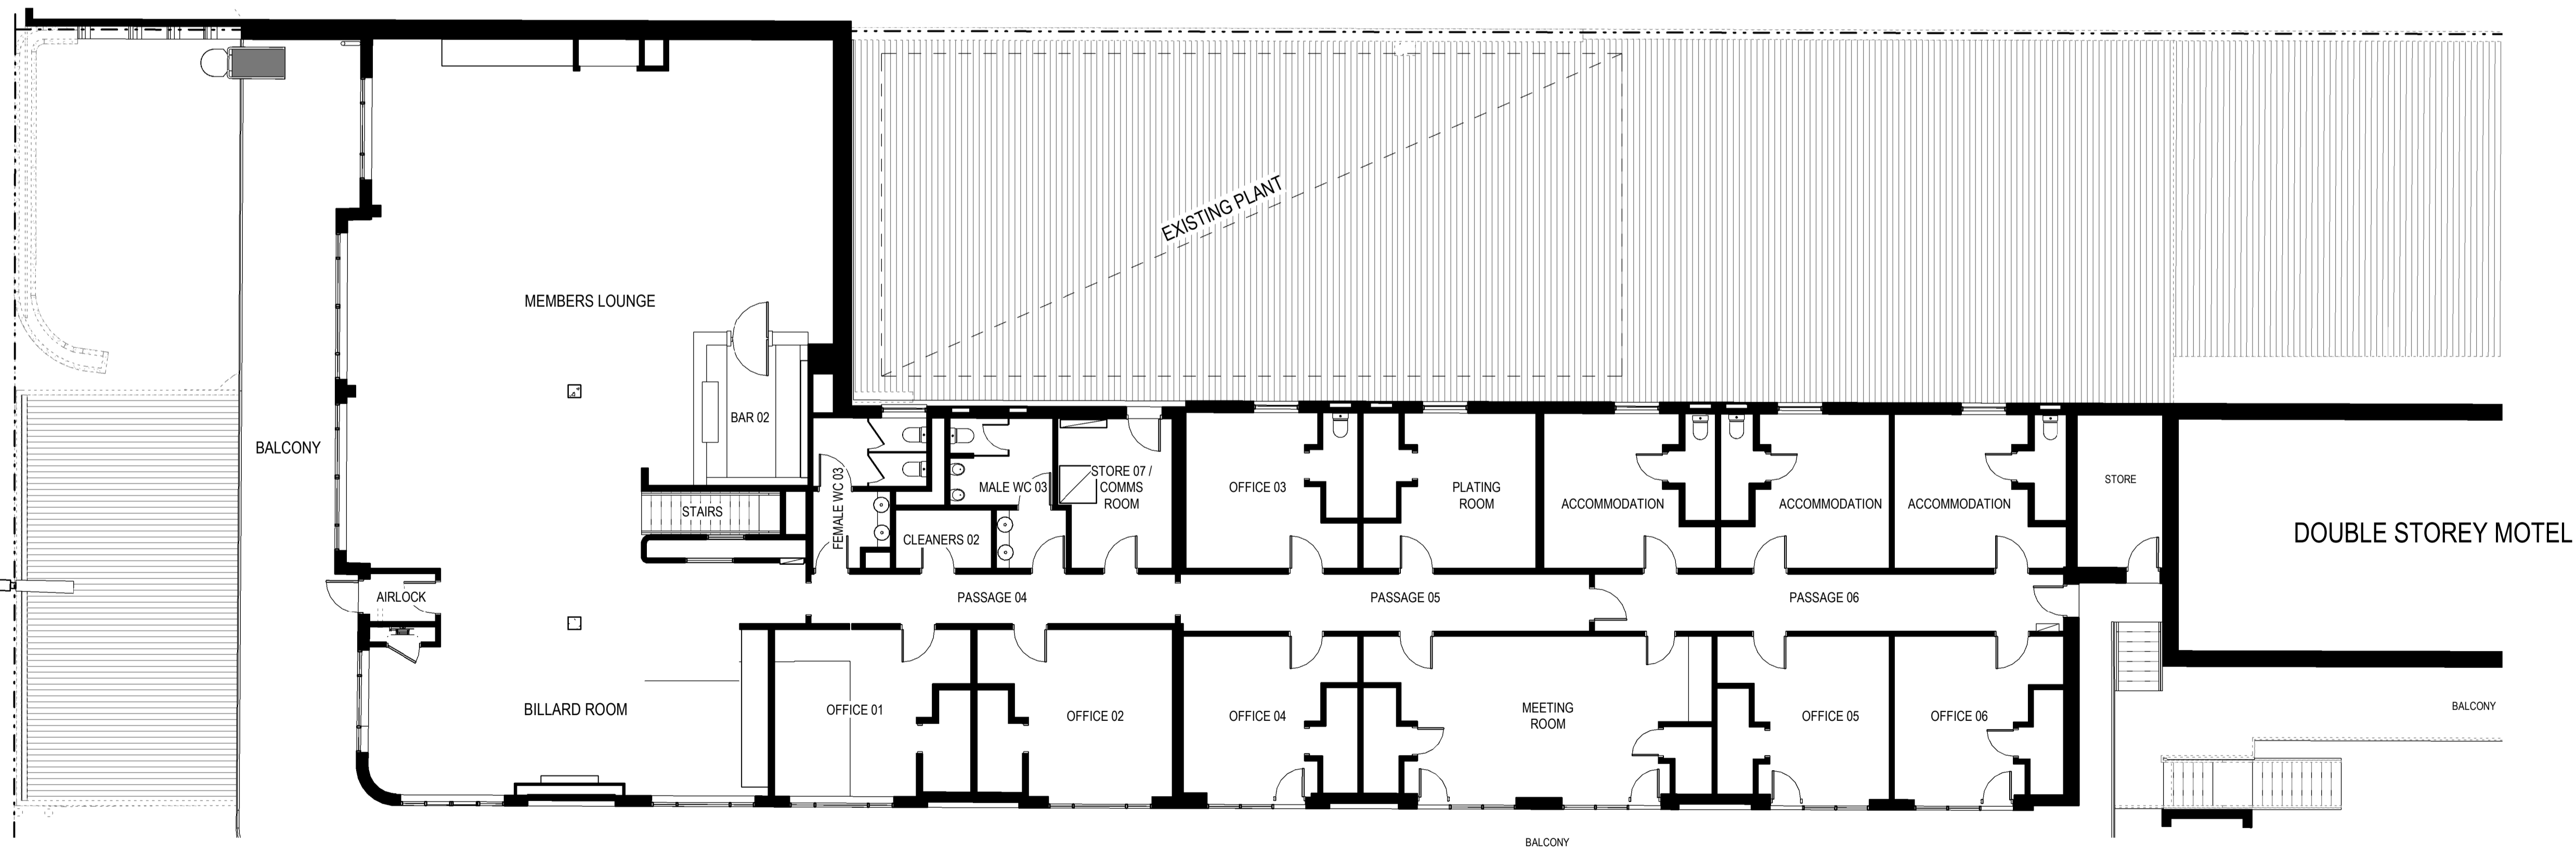 EXISTING PLANT
MEMBERS LOUNGE
BAR 02
BALCONY
STAIRS
FEMALE WC 03
CLEANERS 02
MALE WC 03
STORE 07 /
COMMS
ROOM
OFFICE 03
PLATING
ROOM
ACCOMMODATION
ACCOMMODATION
ACCOMMODATION
STORE
DOUBLE STOREY MOTEL
AIRLOCK
PASSAGE 04
PASSAGE 05
PASSAGE 06
BILLARD ROOM
OFFICE 01
OFFICE 02
OFFICE 04
MEETING
ROOM
OFFICE 05
OFFICE 06
BALCONY
BALCONY